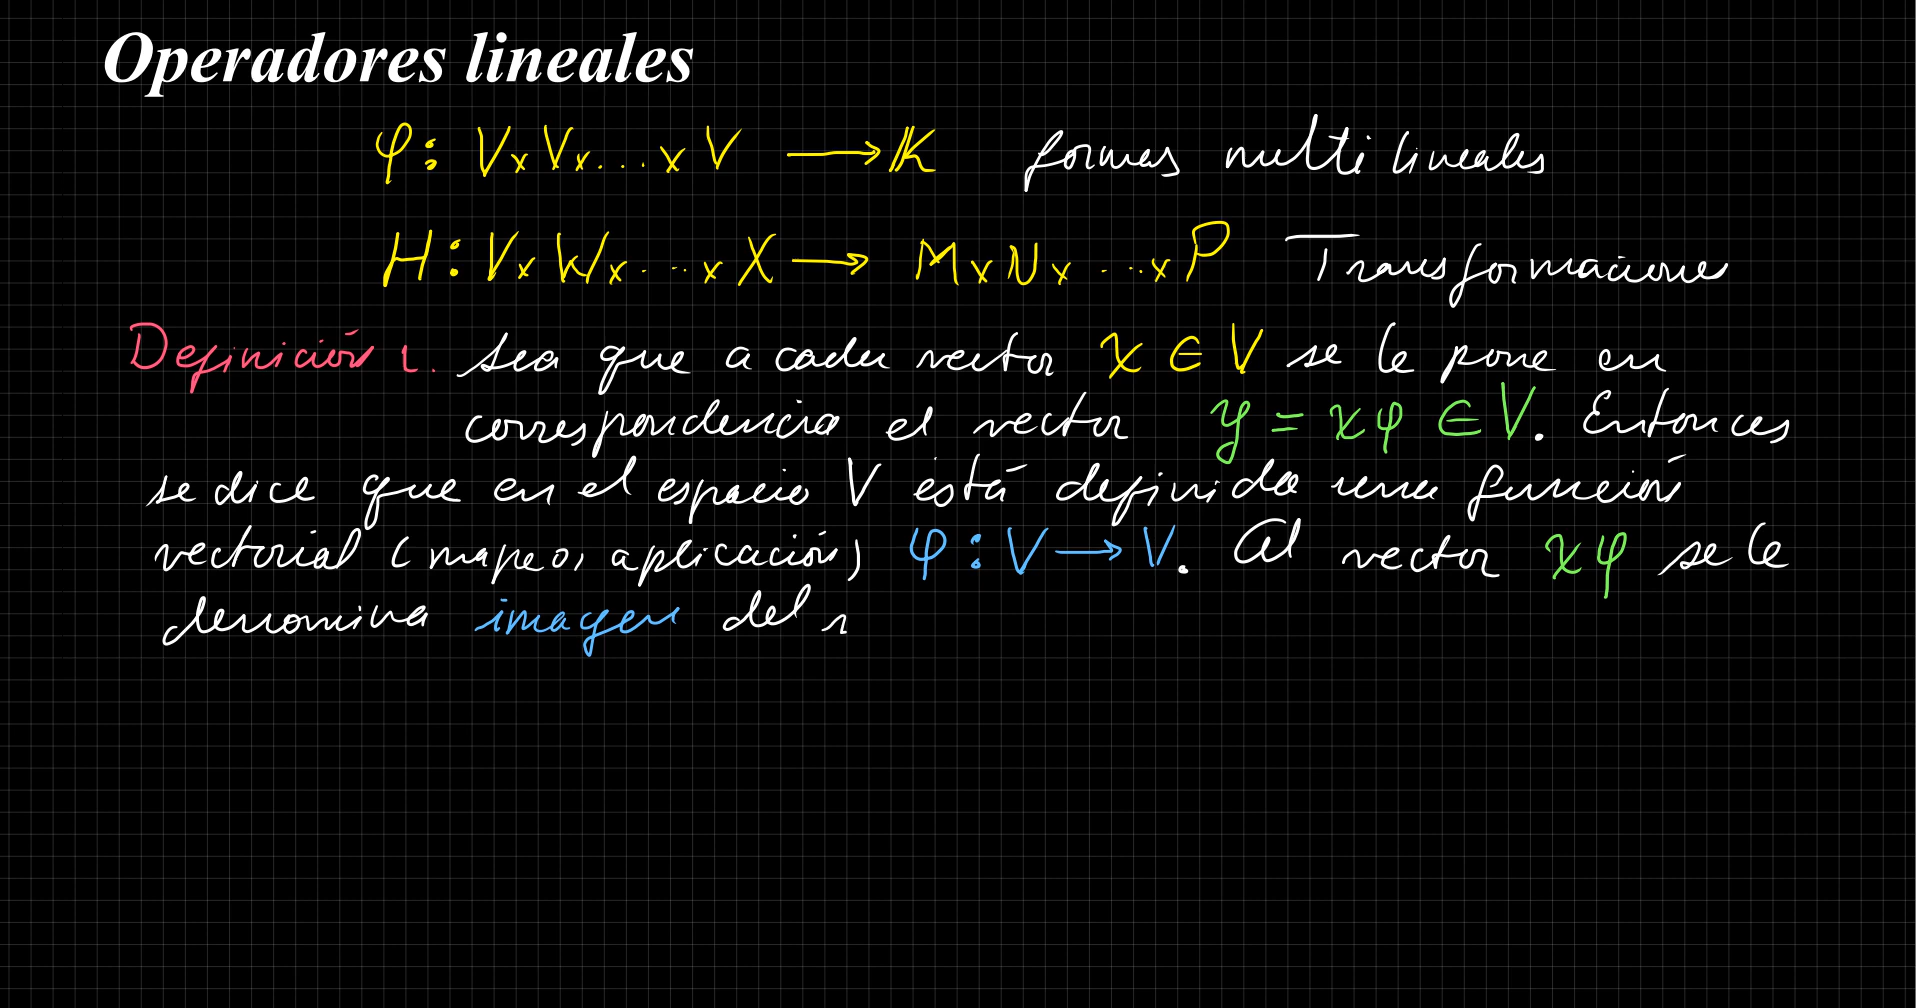 Operadores lineales
φ: V x V x ... x V → 𝕂 formas multilineales
H: V x W x ... x X → M x N x ... x P Transformaciones
Definición 1. Sea que a cada vector x ∈ V se le pone en
correspondencia el vector y = xφ ∈ V. Entonces
se dice que en el espacio V está definida una función
vectorial (mapeo, aplicación) φ: V → V. Al vector xφ se le
denomina imagen del